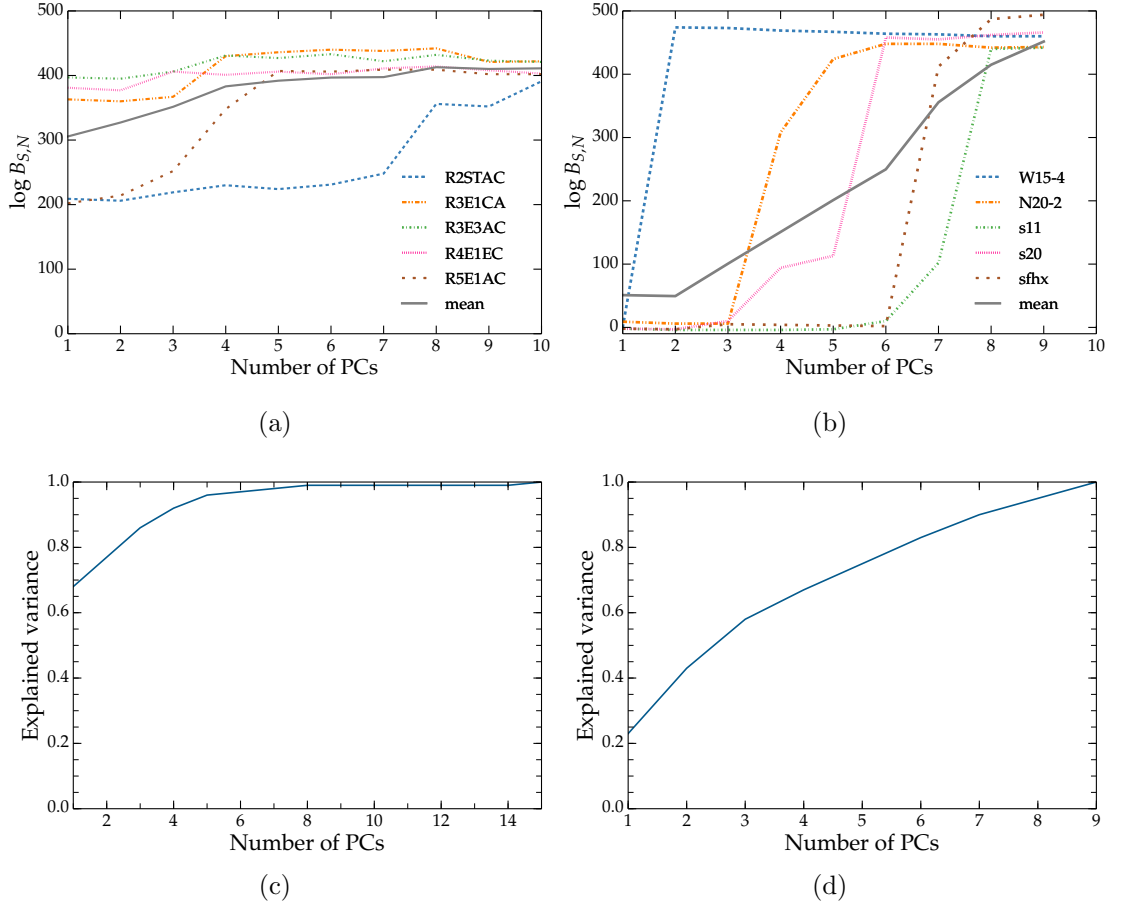 500
400
300
200
100
0
log B_{S,N}
R2STAC
R3E1CA
R3E3AC
R4E1EC
R5E1AC
mean
1 2 3 4 5 6 7 8 9 10
Number of PCs
(a)
500
400
300
200
100
0
log B_{S,N}
W15-4
N20-2
s11
s20
sfhx
mean
1 2 3 4 5 6 7 8 9 10
Number of PCs
(b)
1.0
0.8
0.6
0.4
0.2
0.0
Explained variance
2 4 6 8 10 12 14
Number of PCs
(c)
1.0
0.8
0.6
0.4
0.2
0.0
Explained variance
1 2 3 4 5 6 7 8 9
Number of PCs
(d)